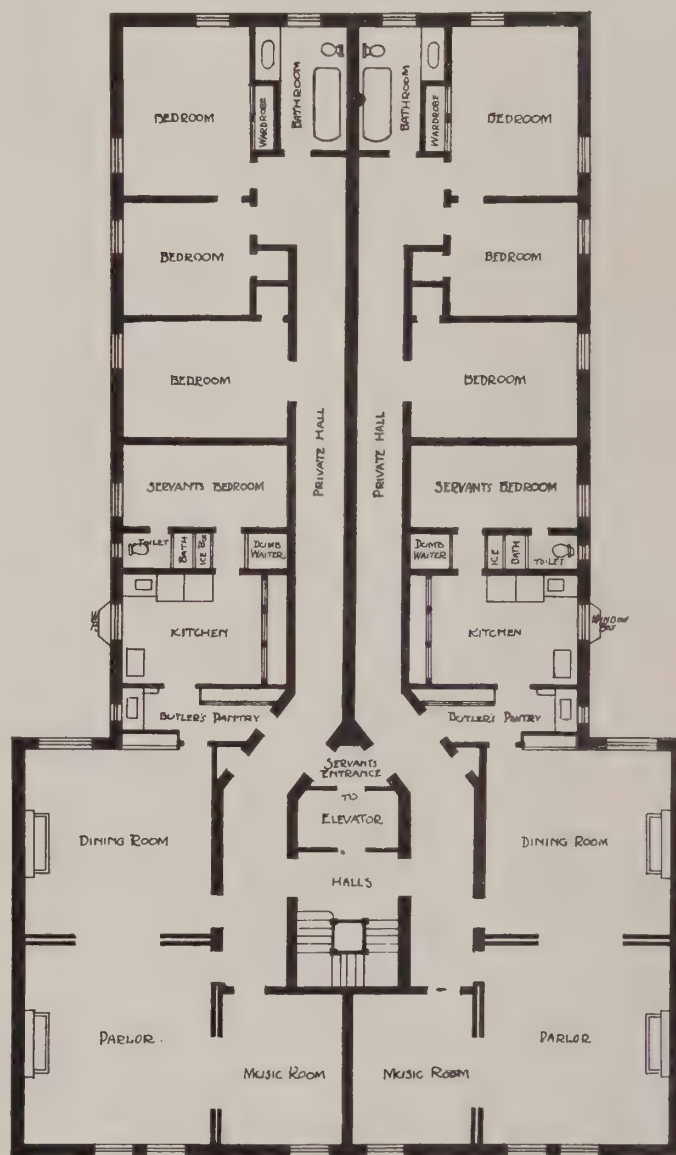 BATHROOM
BATHROOM
BEDROOM
WARDROBE
WARDROBE
BEDROOM
BEDROOM
BEDROOM
BEDROOM
BEDROOM
PRIVATE HALL
PRIVATE HALL
SERVANTS BEDROOM
SERVANTS BEDROOM
TOILET
BATH
ICE BOX
DUMB
WAITER
DUMB
WAITER
ICE
BATH
TOILET
KITCHEN
KITCHEN
WINDOW
BOX
BUTLER'S PANTRY
BUTLER'S PANTRY
SERVANTS
ENTRANCE
TO
ELEVATOR
DINING ROOM
DINING ROOM
HALLS
PARLOR.
PARLOR
MUSIC ROOM
MUSIC ROOM